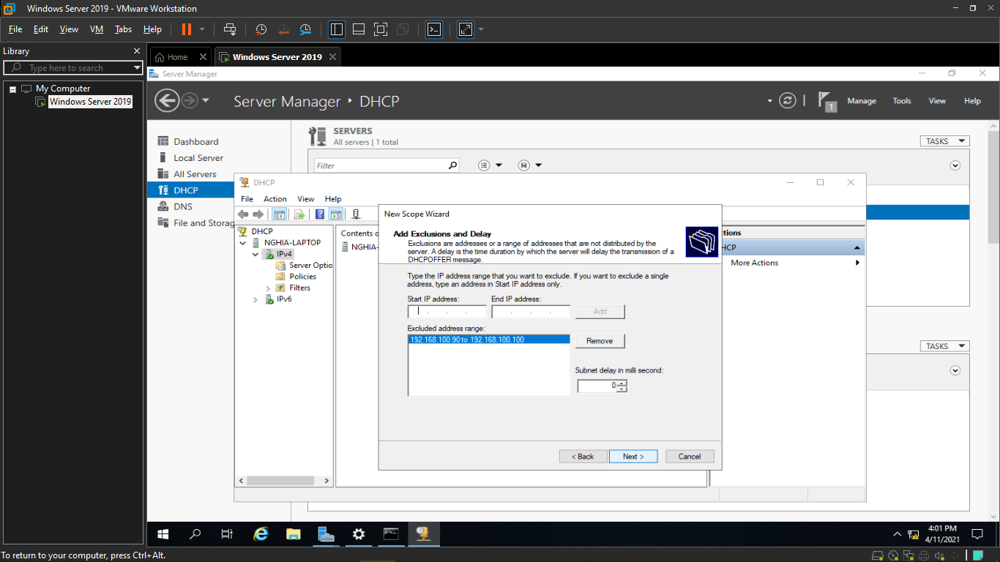 Windows Server 2019 - VMware Workstation
File Edit View VM Tabs Help
Library
Type here to search
My Computer
Windows Server 2019
Home
Windows Server 2019
Server Manager
Server Manager ‣ DHCP
1
Manage Tools View Help
Dashboard
Local Server
All Servers
DHCP
DNS
File and Storag
SERVERS
All servers | 1 total
TASKS
Filter
DHCP
File Action View Help
DHCP
NGHIA-LAPTOP
IPv4
Server Optio
Policies
Filters
IPv6
Contents o
NGHIA-
New Scope Wizard
Add Exclusions and Delay
Exclusions are addresses or a range of addresses that are not distributed by the
server. A delay is the time duration by which the server will delay the transmission of a
DHCPOFFER message.
Type the IP address range that you want to exclude. If you want to exclude a single
address, type an address in Start IP address only.
Start IP address: End IP address:
. . . . . . Add
Excluded address range:
192.168.100.90 to 192.168.100.100
Remove
Subnet delay in milli second:
0
< Back Next > Cancel
ctions
HCP
More Actions
TASKS
4:01 PM
4/11/2021
To return to your computer, press Ctrl+Alt.